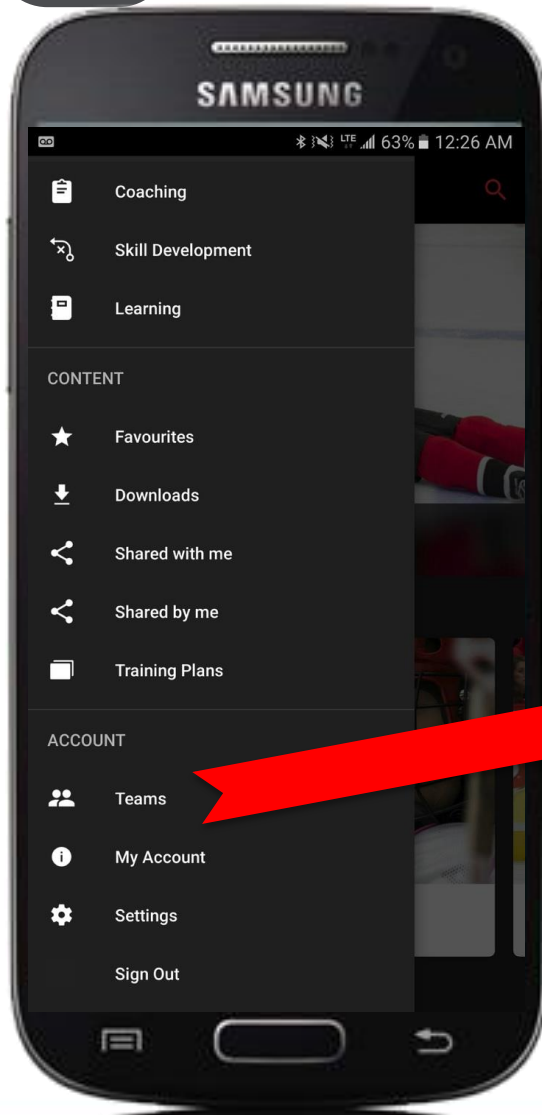 SAMSUNG
LTE 63% 12:26 AM
Coaching
Skill Development
Learning
CONTENT
Favourites
Downloads
Shared with me
Shared by me
Training Plans
ACCOUNT
Teams
My Account
Settings
Sign Out